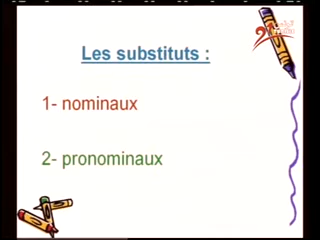 Les substituts :
1- nominaux
2- pronominaux